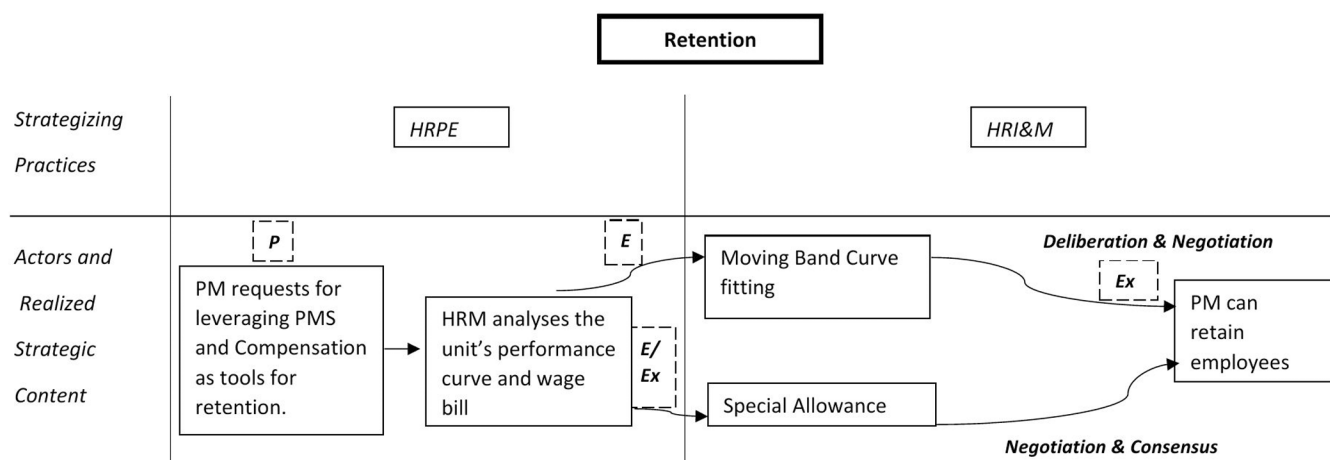 Retention
Strategizing
Practices
HRPE
HRI&M
Actors and
Realized
Strategic
Content
P
PM requests for
leveraging PMS
and Compensation
as tools for
retention.
HRM analyses the
unit's performance
curve and wage
bill
E
E/
Ex
Moving Band Curve
fitting
Special Allowance
Deliberation & Negotiation
Ex
PM can
retain
employees
Negotiation & Consensus